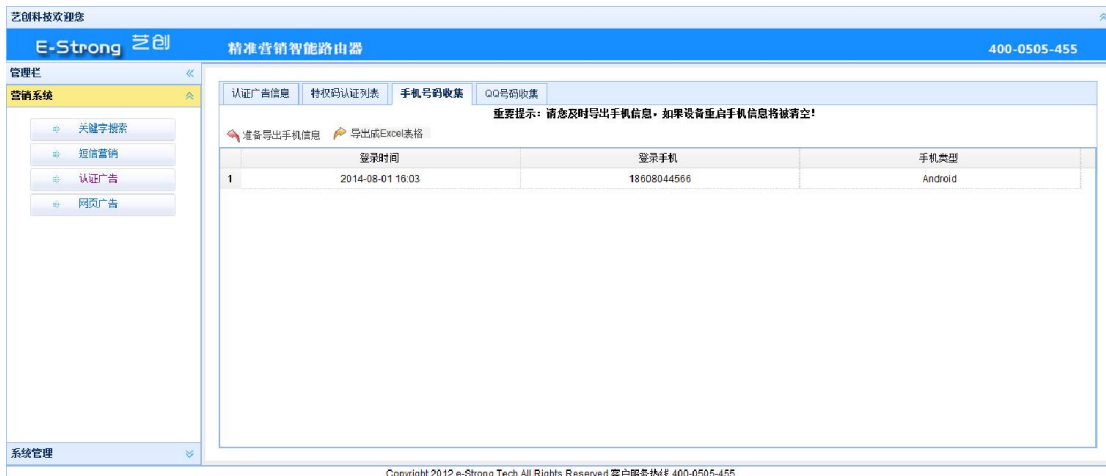 艺创科技欢迎您
E-Strong 艺创 精准营销智能路由器 400-0505-455
管理栏
营销系统
关键字搜索
短信营销
认证广告
网页广告
系统管理
认证广告信息 特权码认证列表 手机号码收集 QQ号码收集
重要提示：请您及时导出手机信息，如果设备重启手机信息将被清空！
准备导出手机信息 导出成Excel表格
登录时间 登录手机 手机类型
1 2014-08-01 16:03 18608044566 Android
Copyright 2012 e-Strong Tech All Rights Reserved 客户服务热线 400-0505-455